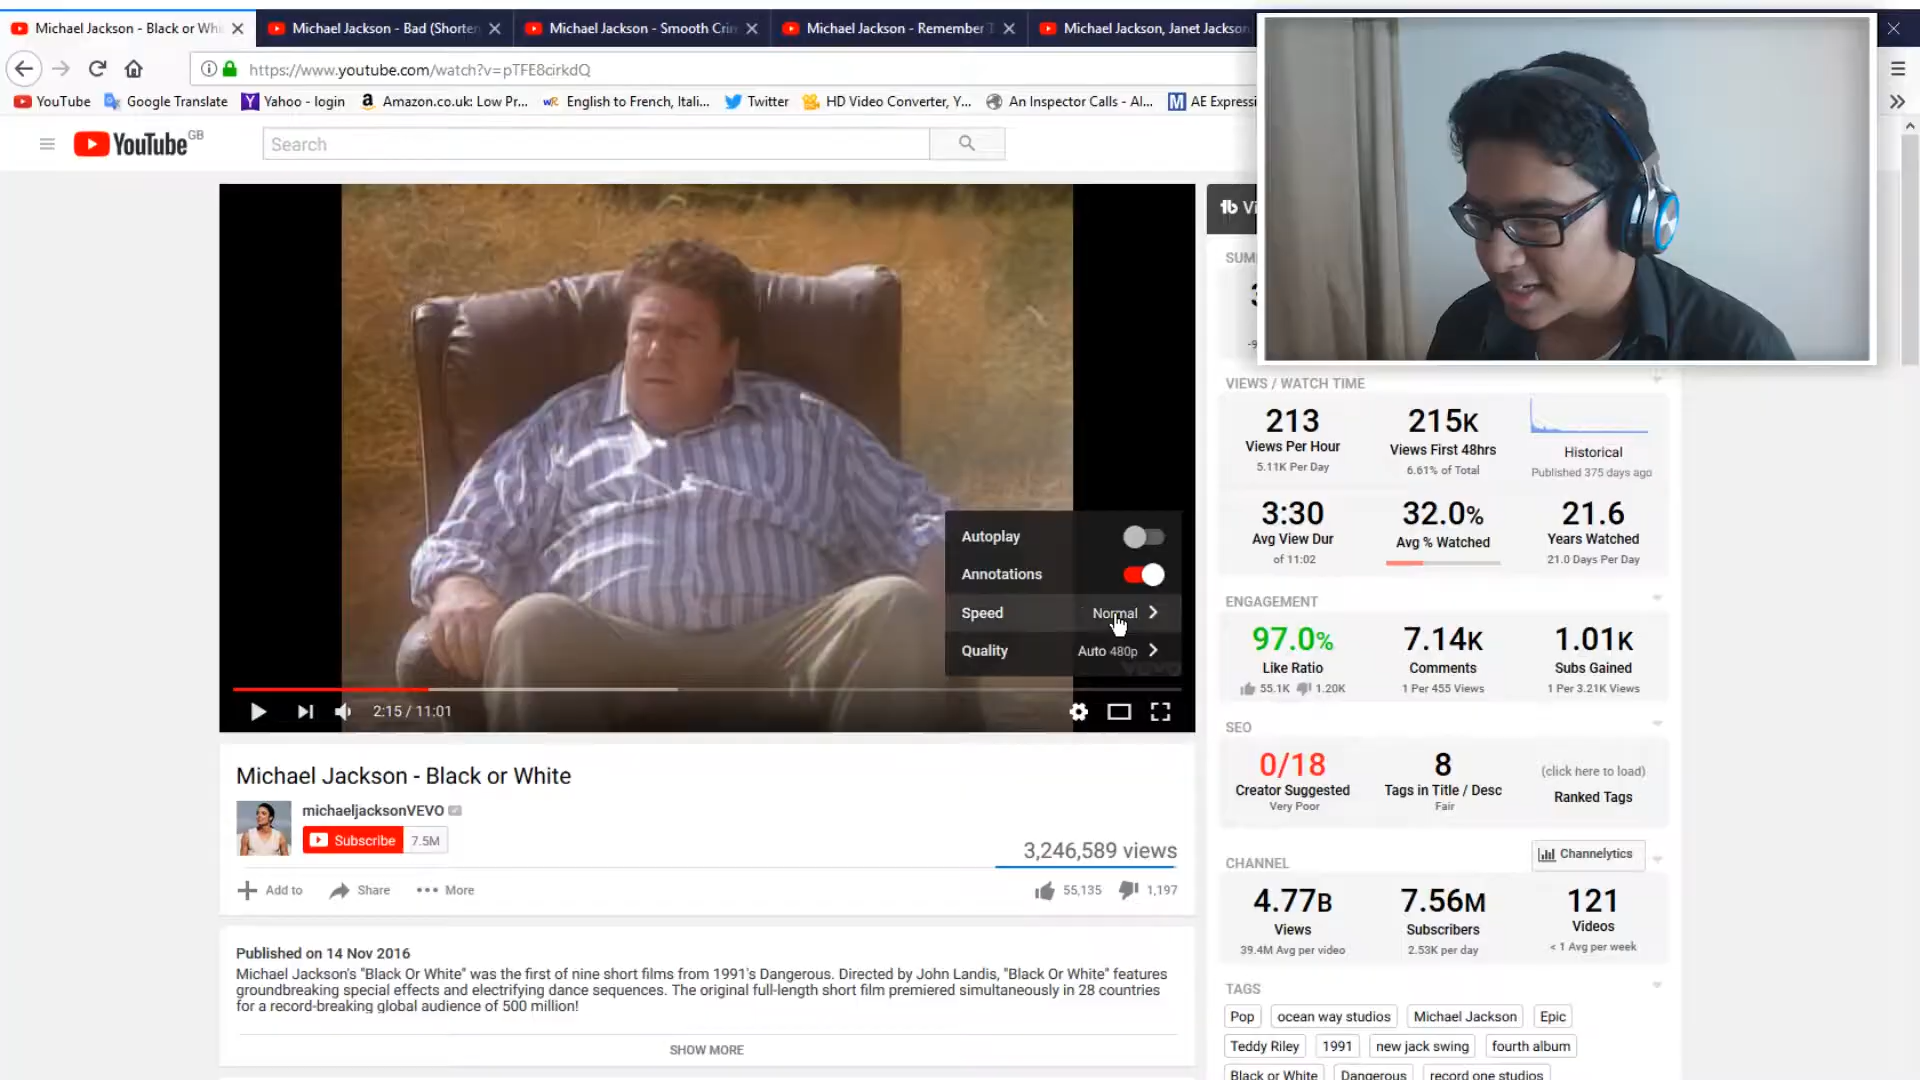 Michael Jackson - Black or Whi
Michael Jackson - Bad (Shorten
Michael Jackson - Smooth Crim
Michael Jackson - Remember T
Michael Jackson, Janet Jackson
https://www.youtube.com/watch?v=pTFE8cirkdQ
YouTube
Google Translate
Yahoo - login
Amazon.co.uk: Low Pr...
English to French, Itali...
Twitter
HD Video Converter, Y...
An Inspector Calls - Al...
AE Expressi
YouTube GB
Search
Vi
SUM
Autoplay
Annotations
Speed Normal
Quality Auto 480p
vevo
2:15 / 11:01
Michael Jackson - Black or White
michaeljacksonVEVO
Subscribe 7.5M
3,246,589 views
Add to Share More
55,135 1,197
Published on 14 Nov 2016
Michael Jackson's "Black Or White" was the first of nine short films from 1991's Dangerous. Directed by John Landis, "Black Or White" features
groundbreaking special effects and electrifying dance sequences. The original full-length short film premiered simultaneously in 28 countries
for a record-breaking global audience of 500 million!
SHOW MORE
VIEWS / WATCH TIME
213 215K
Views Per Hour Views First 48hrs Historical
5.11K Per Day 6.61% of Total Published 375 days ago
3:30 32.0% 21.6
Avg View Dur Avg % Watched Years Watched
of 11:02 21.0 Days Per Day
ENGAGEMENT
97.0% 7.14K 1.01K
Like Ratio Comments Subs Gained
55.1K 1.20K 1 Per 455 Views 1 Per 3.21K Views
SEO
0/18 8 (click here to load)
Creator Suggested Tags in Title / Desc Ranked Tags
Very Poor Fair
CHANNEL Channelytics
4.77B 7.56M 121
Views Subscribers Videos
39.4M Avg per video 2.53K per day < 1 Avg per week
TAGS
Pop ocean way studios Michael Jackson Epic
Teddy Riley 1991 new jack swing fourth album
Black or White Dangerous record one studios